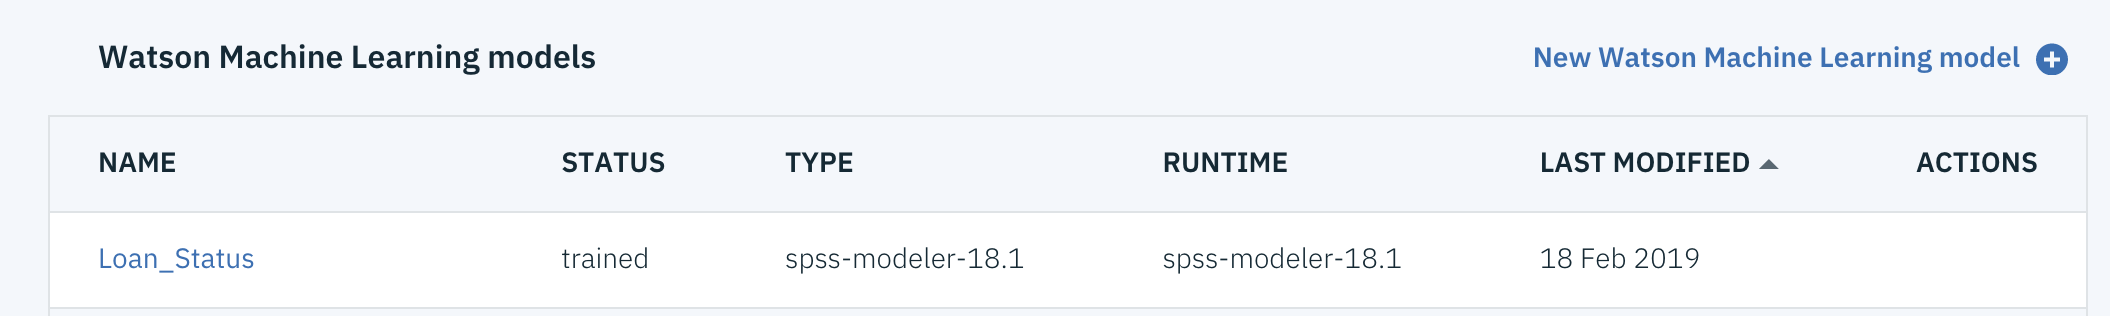 Watson Machine Learning models
New Watson Machine Learning model
NAME STATUS TYPE RUNTIME LAST MODIFIED ACTIONS
Loan_Status trained spss-modeler-18.1 spss-modeler-18.1 18 Feb 2019